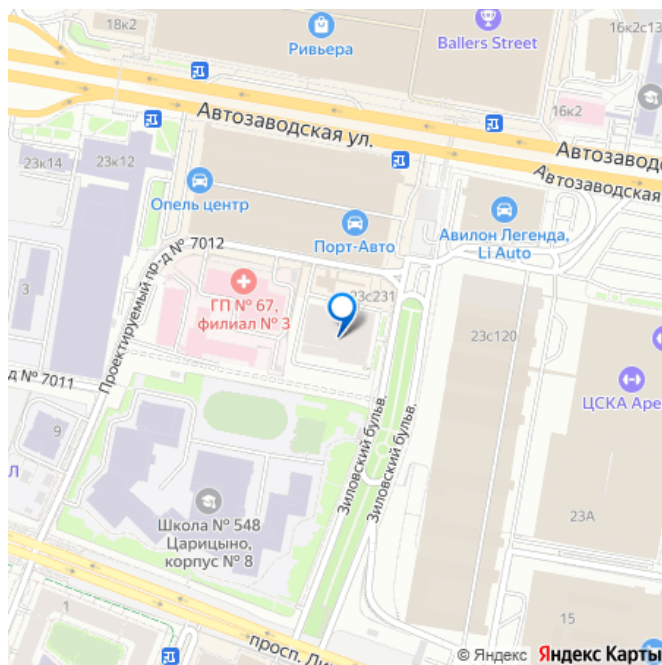 18к2
Ривьера
Ballers Street
16к2с13
16к2
Автозаводская ул.
Автозаводс
Автозаводская
23к14
23к12
Опель центр
Порт-Авто
Авилон Легенда,
Li Auto
Проектируемый пр-д № 7012
3
ГП № 67,
филиал № 3
23с231
23с120
д № 7011
ЦСКА Аре
9
Л
Зиловский бульв.
Зиловский бульв.
Школа № 548
Царицыно,
корпус № 8
23А
1
15
просп. Ли
© Яндекс Яндекс Карты